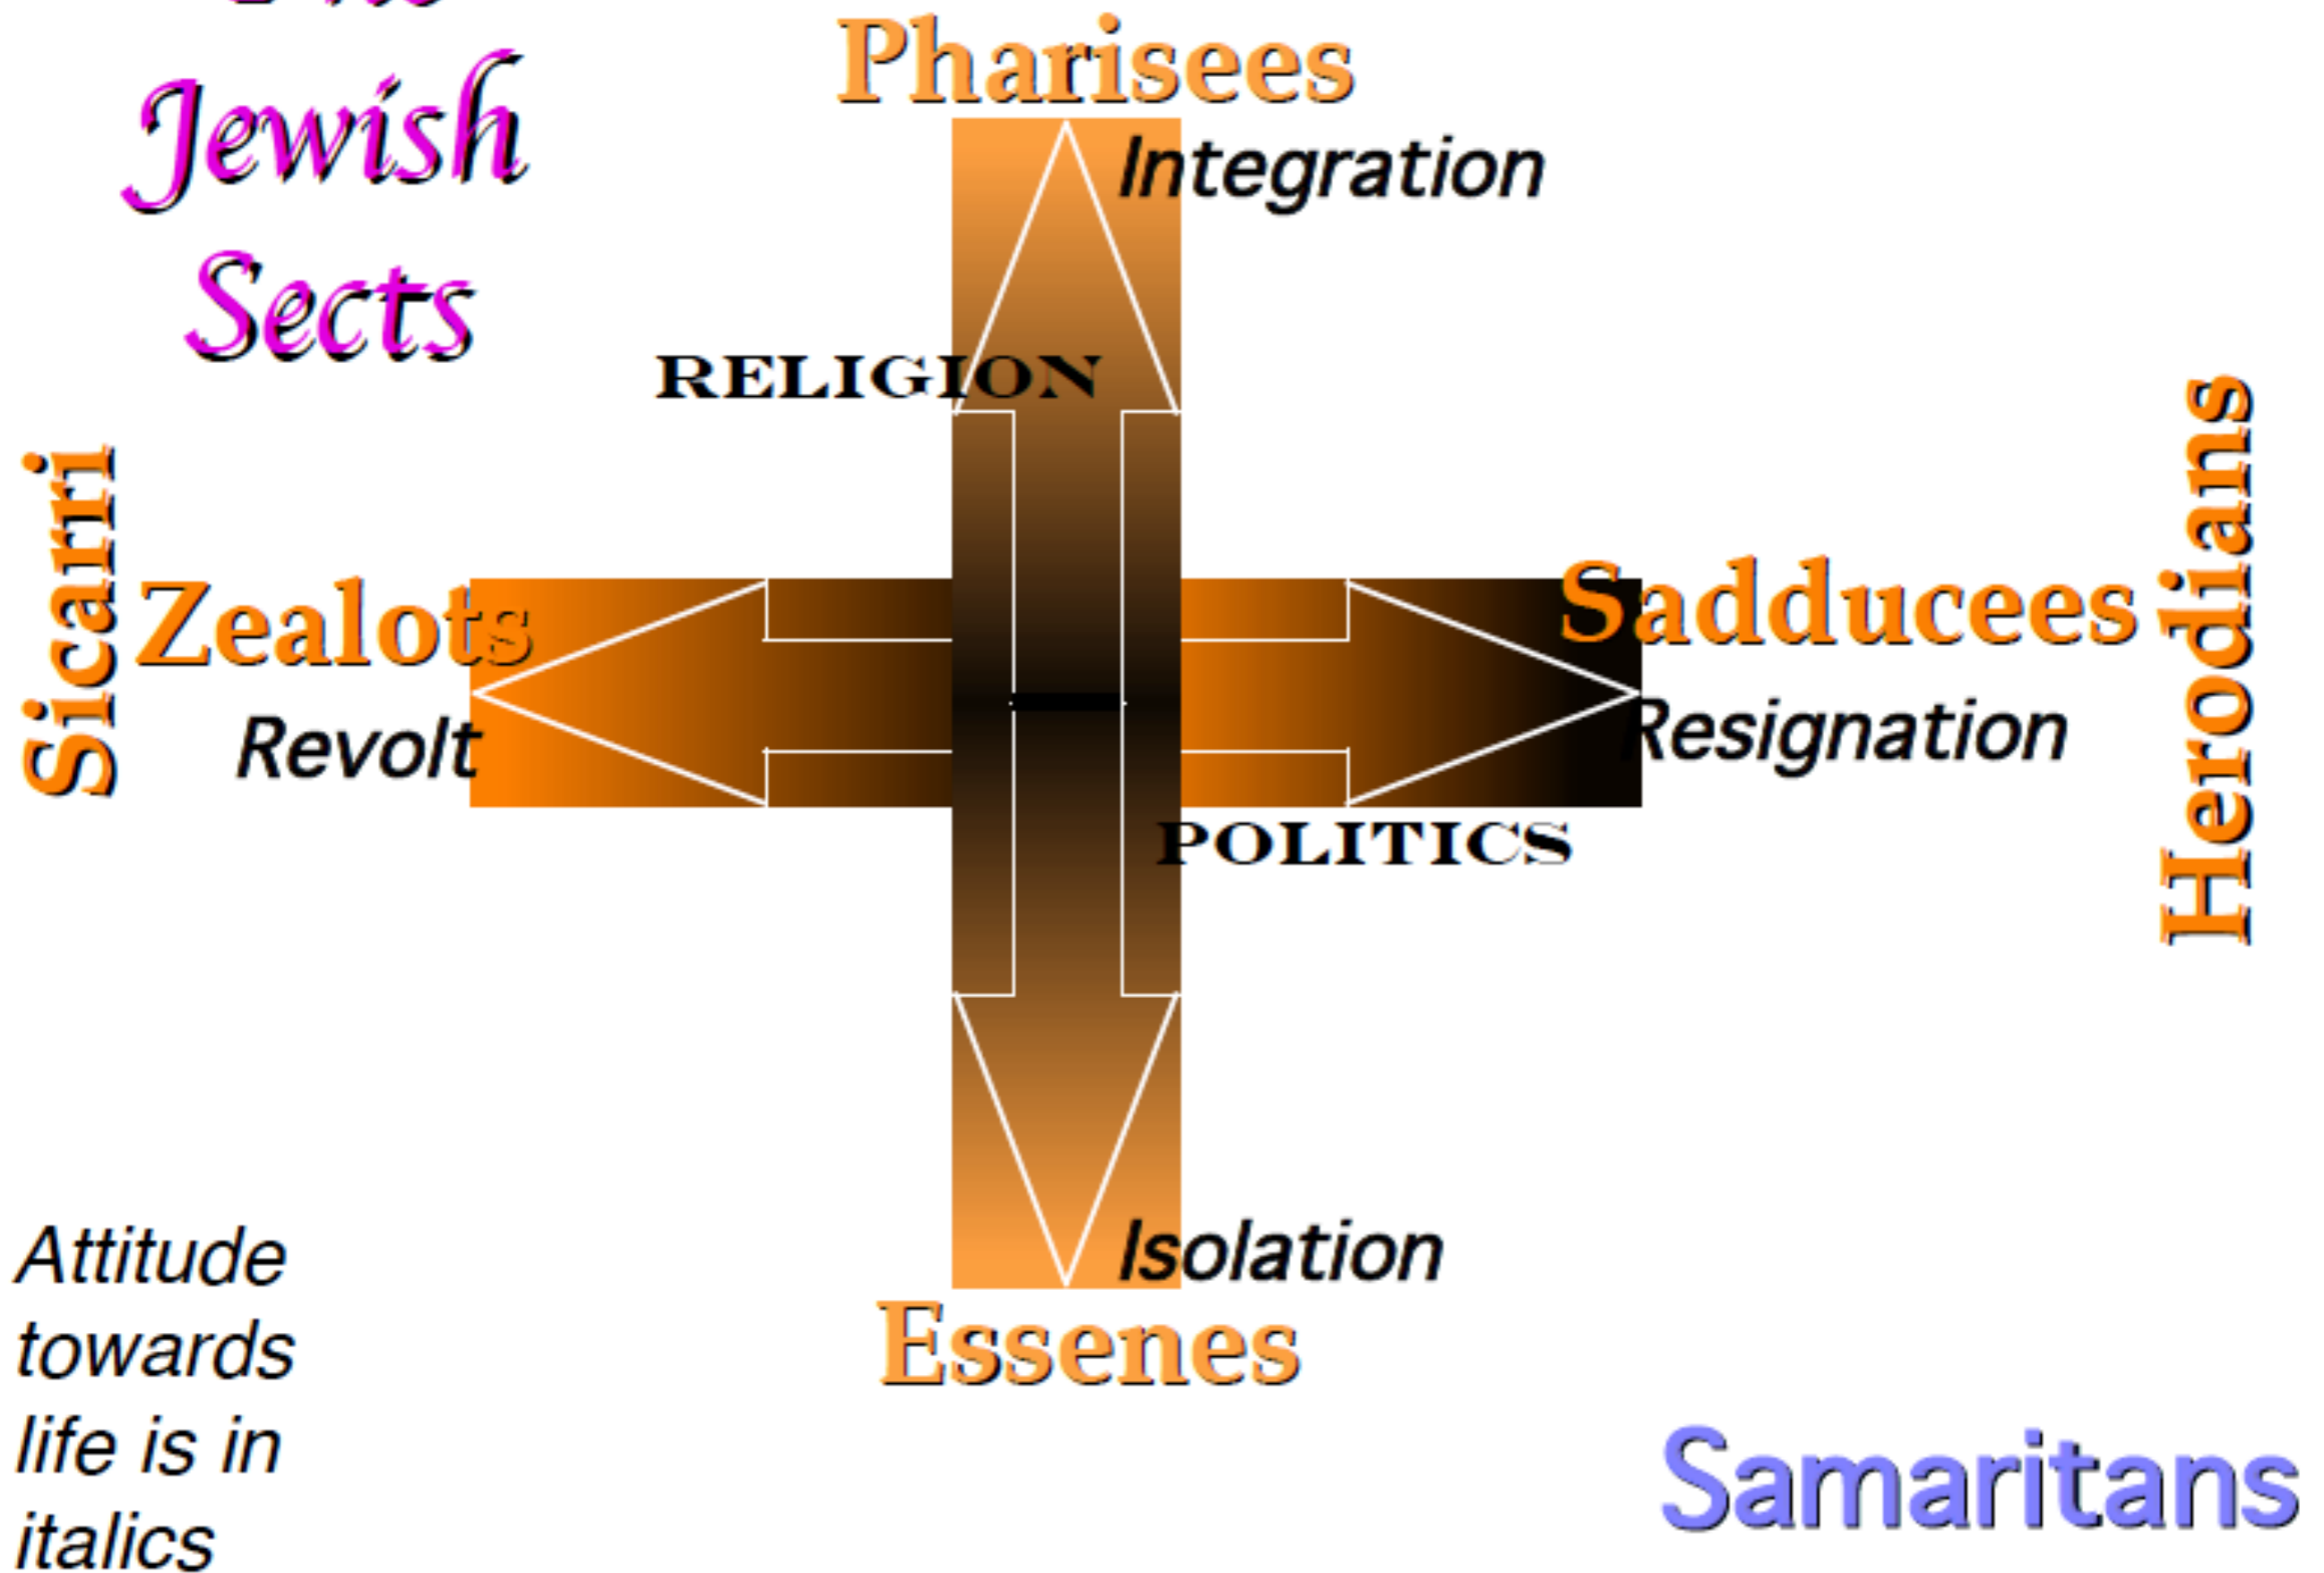 Jewish
Sects
Pharisees
Integration
RELIGION
Sicarri
Zealots
Revolt
Sadducees
Resignation
Herodians
POLITICS
Isolation
Essenes
Attitude
towards
life is in
italics
Samaritans